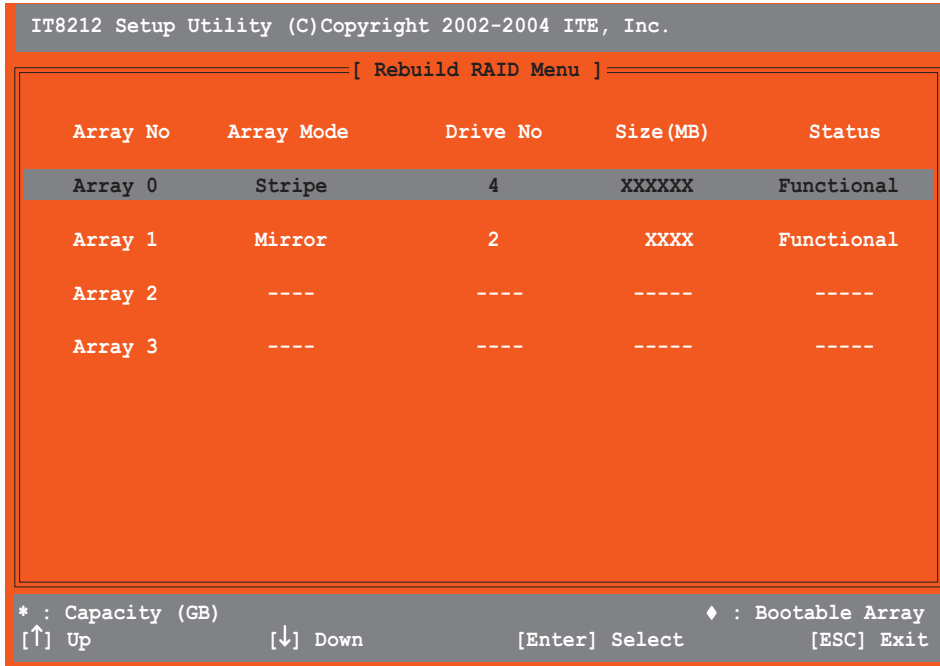 IT8212 Setup Utility (C)Copyright 2002-2004 ITE, Inc.
[ Rebuild RAID Menu ]
Array No Array Mode Drive No Size(MB) Status
Array 0 Stripe 4 XXXXXX Functional
Array 1 Mirror 2 XXXX Functional
Array 2 ---- ---- ----- -----
Array 3 ---- ---- ----- -----
* : Capacity (GB) ♦ : Bootable Array
[↑] Up [↓] Down [Enter] Select [ESC] Exit